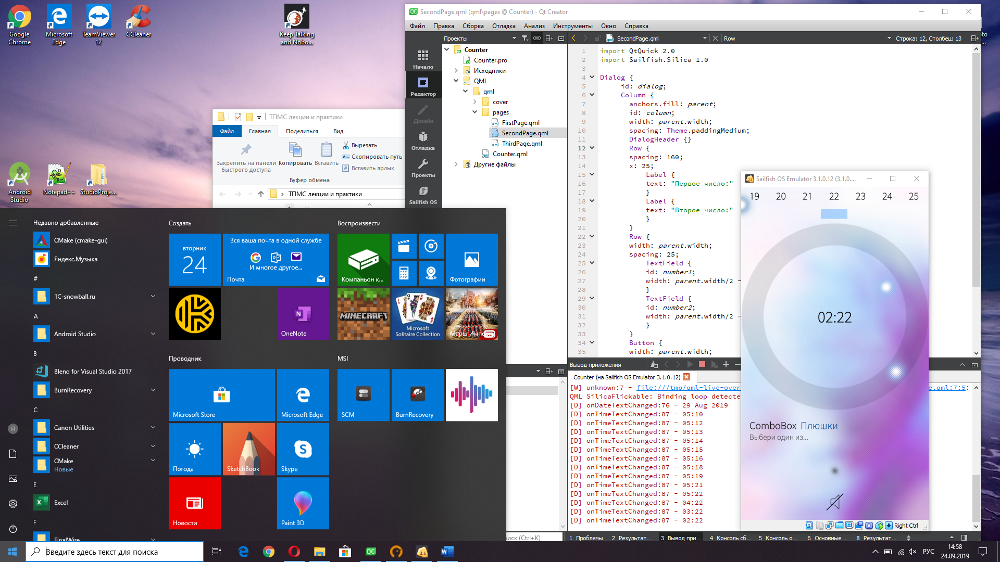 Google
Chrome
Microsoft
Edge
TeamViewer
12
CCleaner
Keep Talking
and Nobo...
Android
Studio
Notepad++
StudioProje...
ТПМС лекции и практики
Файл
Главная
Поделиться
Вид
Закрепить на панели
быстрого доступа
Копировать
Вставить
Вырезать
Скопировать путь
Вставить ярлык
Буфер обмена
ТПМС лекции и практики
SecondPage.qml (qml\pages @ Counter) - Qt Creator
Файл Правка Сборка Отладка Анализ Инструменты Окно Справка
Проекты
SecondPage.qml
Row
Строка: 12, Столбец: 13
Начало
Редактор
Дизайн
Отладка
Проекты
Sailfish OS
Counter
Counter.pro
Исходники
QML
qml
cover
pages
FirstPage.qml
SecondPage.qml
ThirdPage.qml
Counter.qml
Другие файлы
1 import QtQuick 2.0
2 import Sailfish.Silica 1.0
3
4 Dialog {
5 id: dialog;
6 Column {
7 anchors.fill: parent;
8 id: column;
9 width: parent.width;
10 spacing: Theme.paddingMedium;
11 DialogHeader {}
12 Row {
13 spacing: 160;
14 x: 25;
15 Label {
16 text: "Первое число:"
17 }
18 Label {
19 text: "Второе число:"
20 }
21 }
22 Row {
23 width: parent.width;
24 spacing: 25;
25 TextField {
26 id: number1;
27 width: parent.width/2 -
28 }
29 TextField {
30 id: number2;
31 width: parent.width/2 -
32 }
33 }
34 Button {
35 width: parent.width;
Вывод приложения
Counter (на Sailfish OS Emulator 3.1.0.12)
[W] unknown:7 - file:///tmp/qml-live-over
e.qml:7:5:
QML SilicaFlickable: Binding loop detecte
[D] onDateTextChanged:76 - 29 Aug 2019
[D] onTimeTextChanged:87 - 05:10
[D] onTimeTextChanged:87 - 05:12
[D] onTimeTextChanged:87 - 05:13
[D] onTimeTextChanged:87 - 05:14
[D] onTimeTextChanged:87 - 05:15
[D] onTimeTextChanged:87 - 05:16
[D] onTimeTextChanged:87 - 05:18
[D] onTimeTextChanged:87 - 05:19
[D] onTimeTextChanged:87 - 05:21
[D] onTimeTextChanged:87 - 05:22
[D] onTimeTextChanged:87 - 04:22
[D] onTimeTextChanged:87 - 03:22
[D] onTimeTextChanged:87 - 02:22
(Ctrl+K)
1 Проблемы
2 Результат...
3 Вывод при...
4 Консоль сб...
5 Консоль о...
6 Основные ...
8 Результат...
Sailfish OS Emulator 3.1.0.12 (3.1.0....
19 20 21 22 23 24 25
02:22
ComboBox Плюшки
Выбери один из...
Right Ctrl
Недавно добавленные
CMake (cmake-gui)
Яндекс.Музыка
#
1C-snowball.ru
A
Android Studio
B
Blend for Visual Studio 2017
BurnRecovery
C
Canon Utilities
CCleaner
CMake
Новые
E
Excel
F
FinalWire
Создать
вторник
24
Вся ваша почта в одной службе
И многое другое...
Почта
OneNote
Воспроизвести
Компаньон к...
Фотографии
MINECRAFT
Microsoft
Solitaire Collection
Марш Импе
Проводник
Microsoft Store
Microsoft Edge
Погода
SketchBook
Skype
Новости
Paint 3D
MSI
SCM
BurnRecovery
Введите здесь текст для поиска
РУС
14:58
24.09.2019